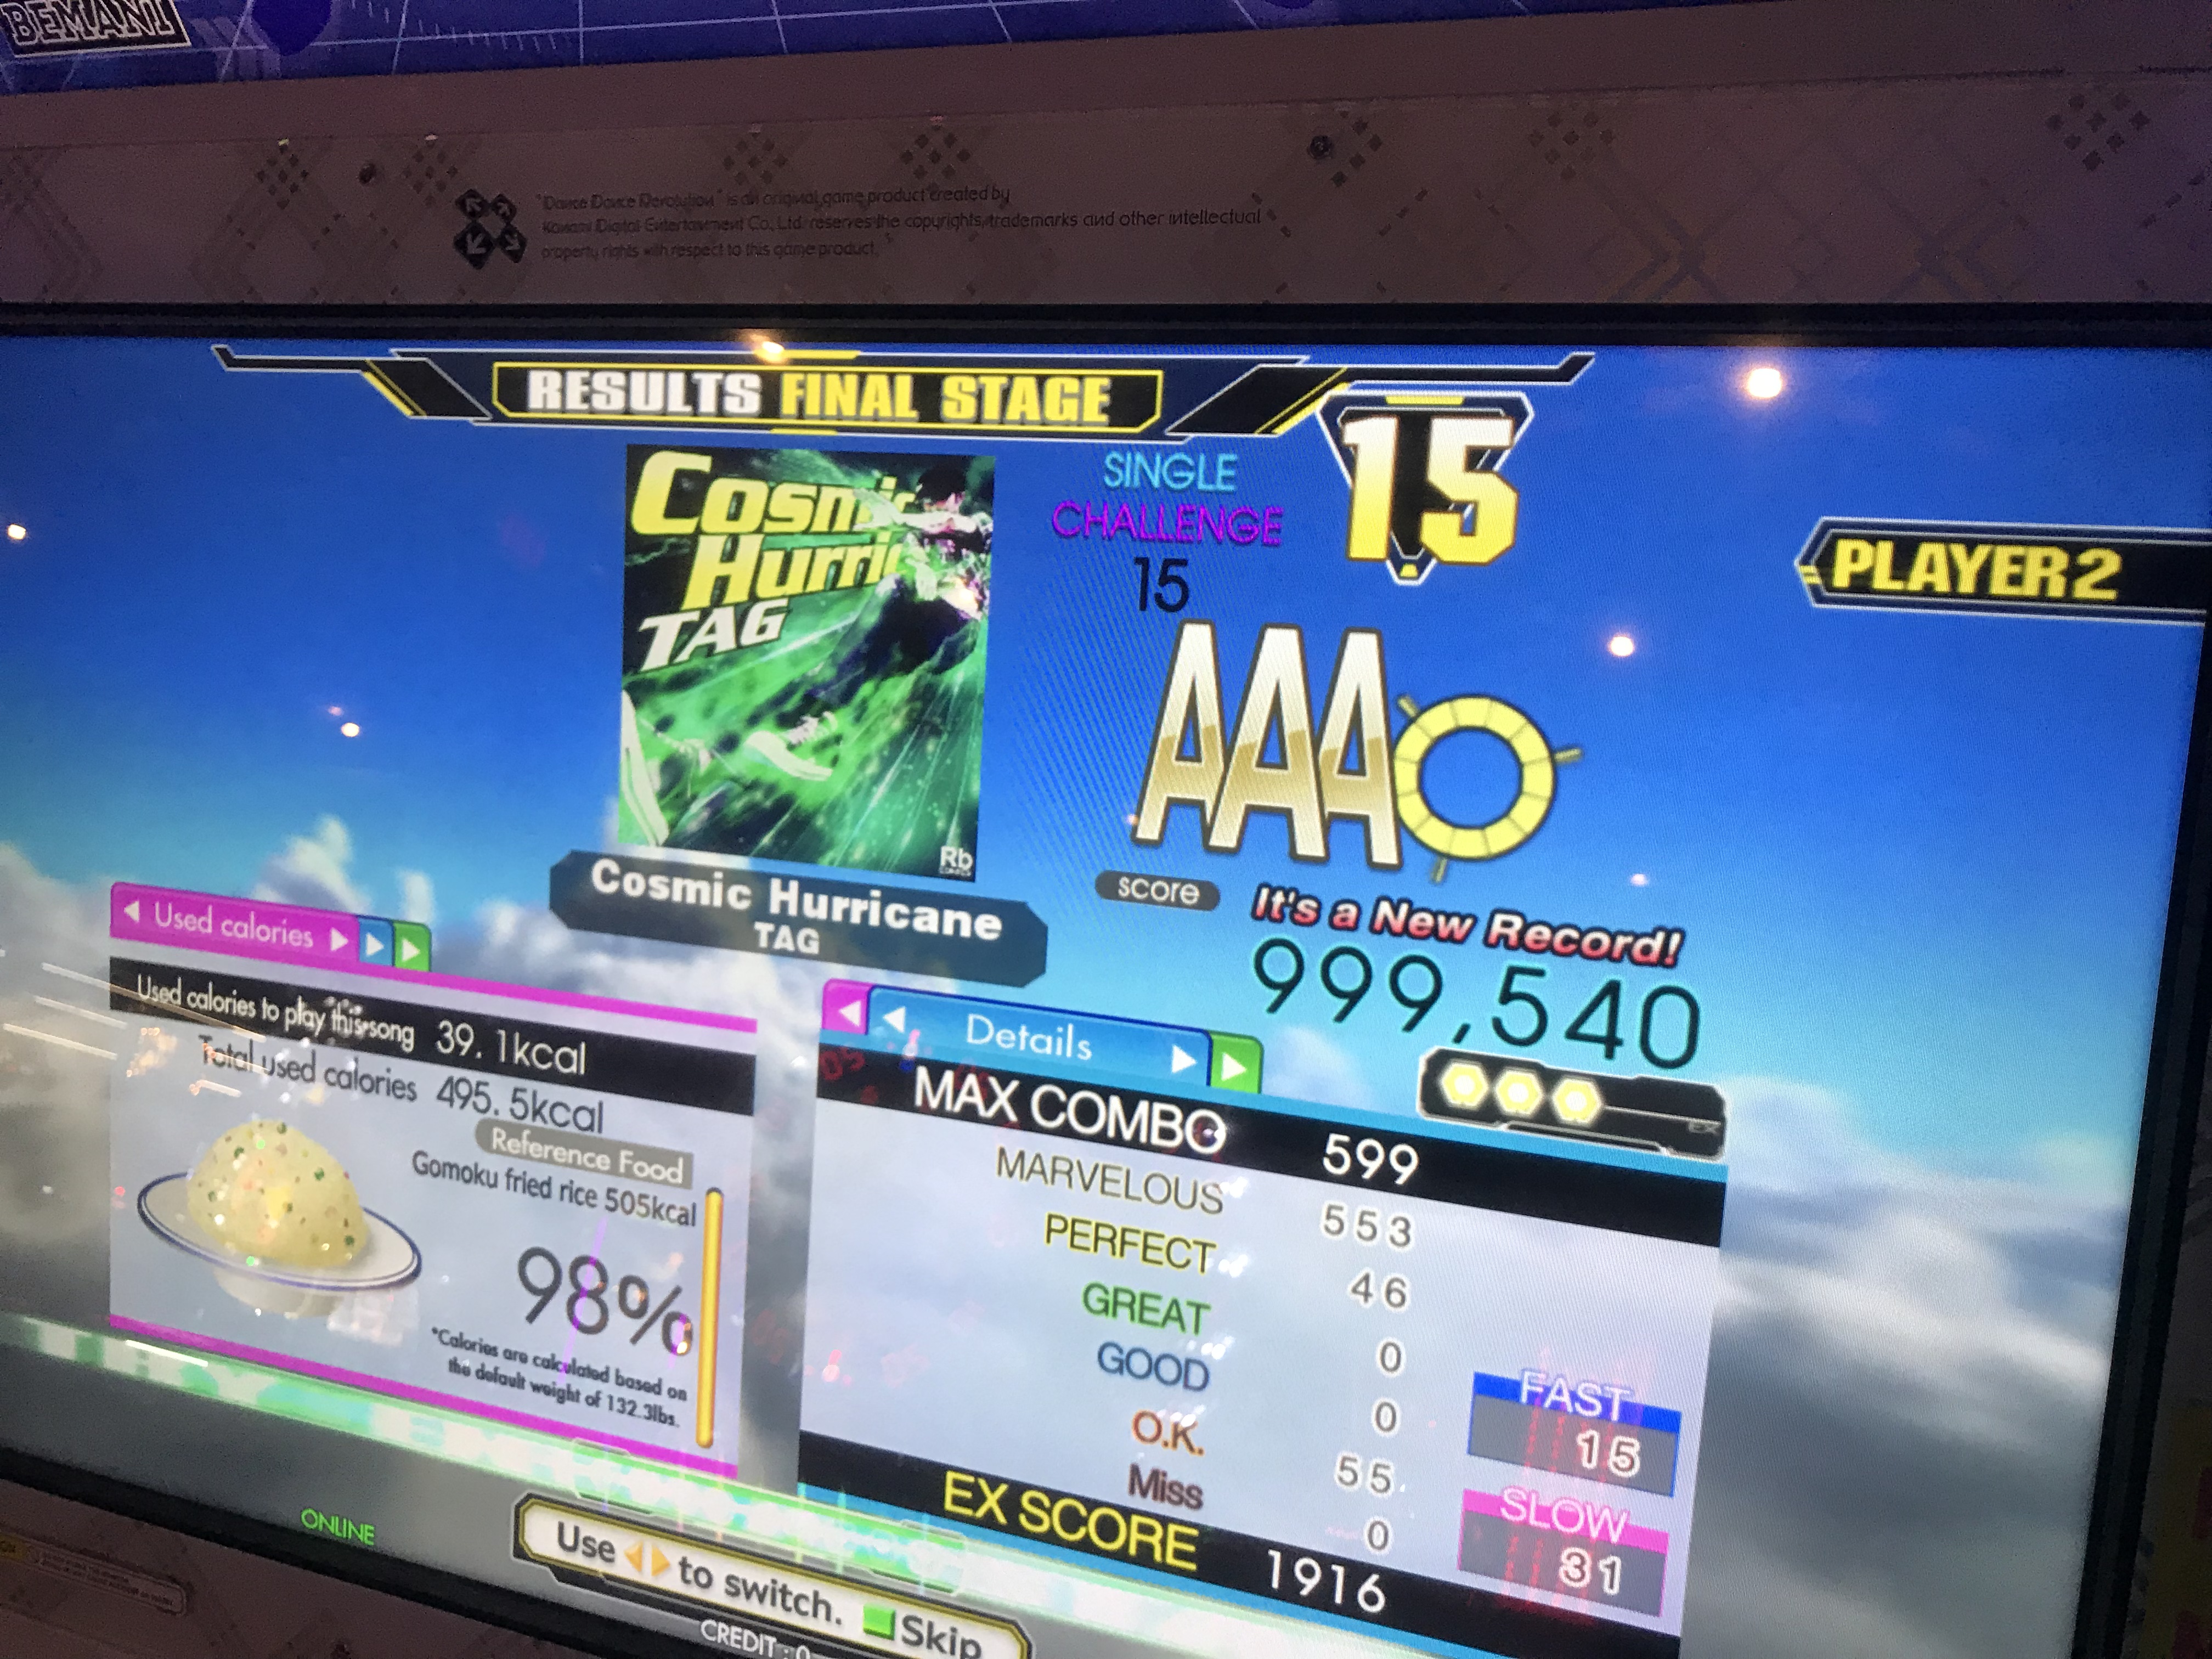 BEMANI
"Dance Dance Revolution" is an original game product created by
Konami Digital Entertainment Co., Ltd. reserves the copyrights, trademarks and other intellectual
property rights with respect to this game product.
RESULTS FINAL STAGE
SINGLE
CHALLENGE
15
15
PLAYER2
Cosmic
Hurric
TAG
Rb
AAA
Cosmic Hurricane
TAG
score
It's a New Record!
999,540
Used calories
Used calories to play this song 39.1kcal
Total used calories 495.5kcal
Reference Food
Gomoku fried rice 505kcal
98%
*Calories are calculated based on
the default weight of 132.3lbs.
Details
EX
MAX COMBO 599
MARVELOUS 553
PERFECT 46
GREAT 0
GOOD 0
O.K. 55
Miss 0
EX SCORE 1916
FAST
15
SLOW
31
ONLINE
Use to switch. Skip
CREDIT : 0